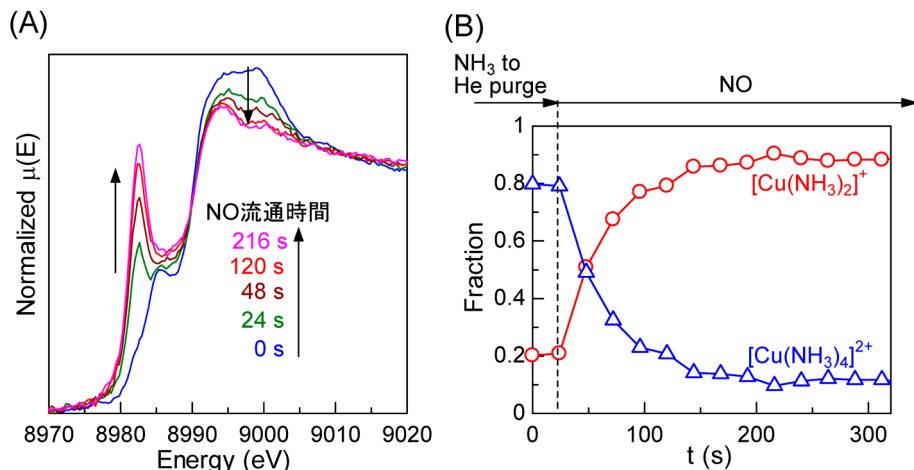 (A)
Normalized μ(E)
NO流通時間
216 s
120 s
48 s
24 s
0 s
8970 8980 8990 9000 9010 9020
Energy (eV)
(B)
NH₃ to
He purge
NO
1
0.8
0.6
0.4
0.2
0
Fraction
[Cu(NH₃)₂]⁺
[Cu(NH₃)₄]²⁺
0 100 200 300
t (s)